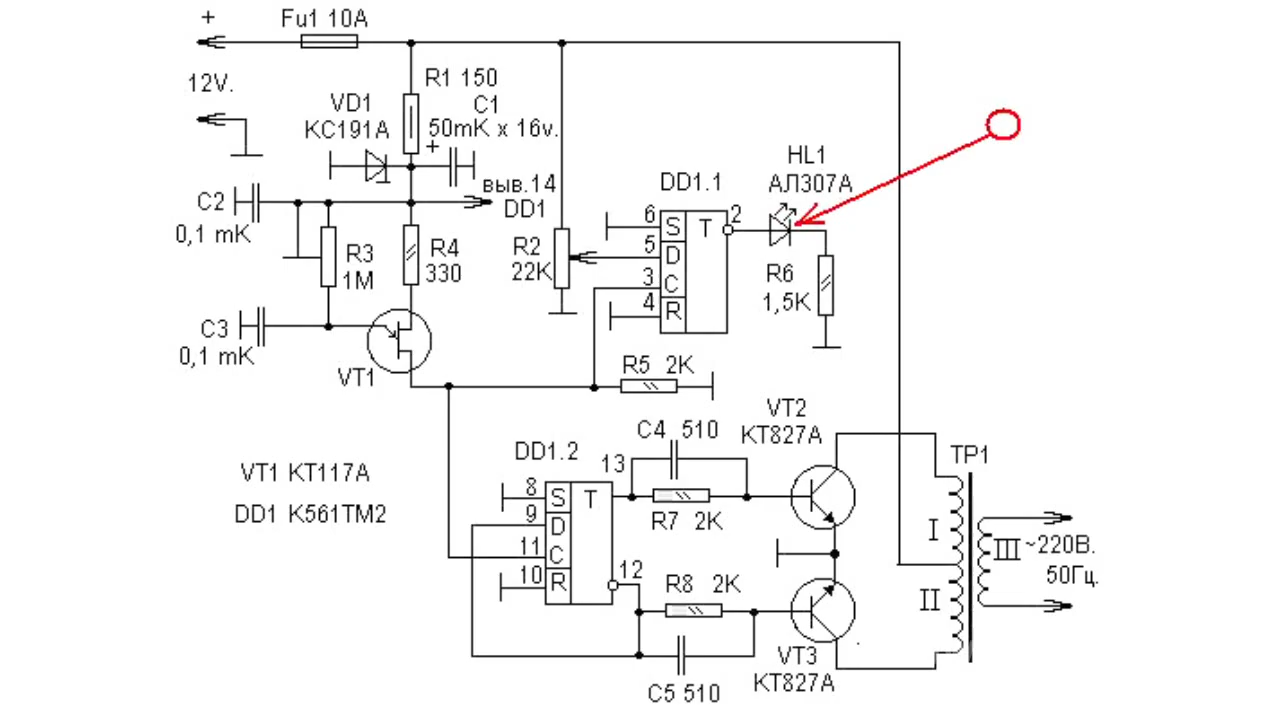 +
Fu1 10A
12V.
R1 150
VD1
КС191А
C1
50mK x 16v.
+
выв.14
DD1
C2
0,1 mK
R3
1M
R4
330
C3
0,1 mK
VT1
R2
22K
DD1.1
6 S T 2
5 D
3 C
4 R
HL1
АЛ307А
R6
1,5K
R5 2K
VT1 КТ117А
DD1 К561ТМ2
DD1.2
8 S T 13
9 D
11 C
10 R 12
C4 510
R7 2K
R8 2K
C5 510
VT2
КТ827А
VT3
КТ827А
ТР1
I
II
III ~220В.
50Гц.